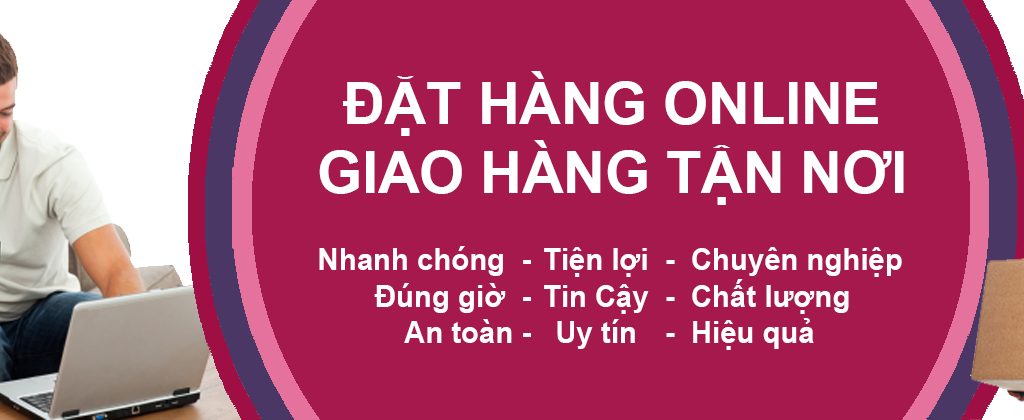 ĐẶT HÀNG ONLINE
GIAO HÀNG TẬN NƠI
Nhanh chóng - Tiện lợi - Chuyên nghiệp
Đúng giờ - Tin Cậy - Chất lượng
An toàn - Uy tín - Hiệu quả